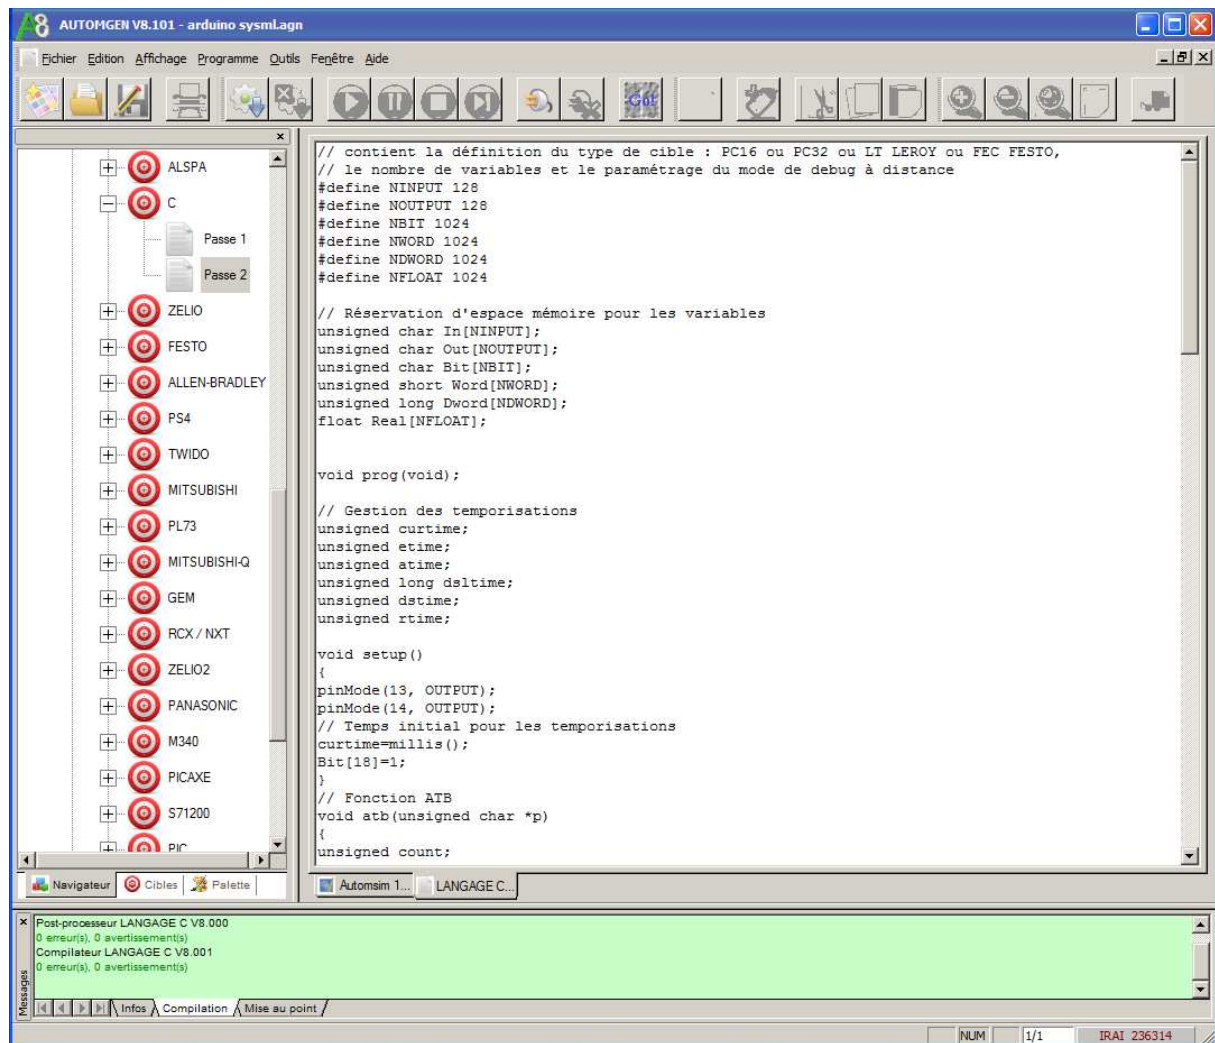 AUTOMGEN V8.101 - arduino sysml.agn
Fichier Edition Affichage Programme Outils Fenêtre Aide
Go!
ALSPA
C
Passe 1
Passe 2
ZELIO
FESTO
ALLEN-BRADLEY
PS4
TWIDO
MITSUBISHI
PL73
MITSUBISHI-Q
GEM
RCX / NXT
ZELIO2
PANASONIC
M340
PICAXE
S71200
PIC
Navigateur Cibles Palette
// contient la définition du type de cible : PC16 ou PC32 ou LT LEROY ou FEC FESTO,
// le nombre de variables et le paramétrage du mode de debug à distance
#define NINPUT 128
#define NOUTPUT 128
#define NBIT 1024
#define NWORD 1024
#define NDWORD 1024
#define NFLOAT 1024
// Réservation d'espace mémoire pour les variables
unsigned char In[NINPUT];
unsigned char Out[NOUTPUT];
unsigned char Bit[NBIT];
unsigned short Word[NWORD];
unsigned long Dword[NDWORD];
float Real[NFLOAT];
void prog(void);
// Gestion des temporisations
unsigned curtime;
unsigned etime;
unsigned atime;
unsigned long dsltime;
unsigned dstime;
unsigned rtime;
void setup()
{
pinMode(13, OUTPUT);
pinMode(14, OUTPUT);
// Temps initial pour les temporisations
curtime=millis();
Bit[18]=1;
}
// Fonction ATB
void atb(unsigned char *p)
{
unsigned count;
Automsim 1... LANGAGE C...
Messages
Post-processeur LANGAGE C V8.000
0 erreur(s), 0 avertissement(s)
Compilateur LANGAGE C V8.001
0 erreur(s), 0 avertissement(s)
Infos Compilation Mise au point
NUM 1/1 IRAI 236314